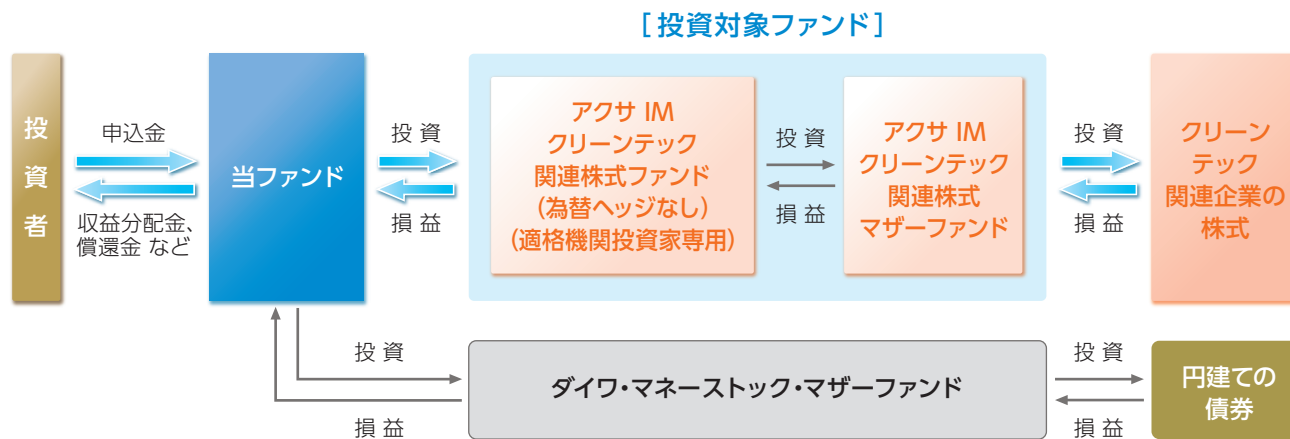 [投資対象ファンド]
投資者
申込金
収益分配金、
償還金 など
当ファンド
投 資
損 益
アクサ IM
クリーンテック
関連株式ファンド
(為替ヘッジなし)
(適格機関投資家専用)
投 資
損 益
アクサ IM
クリーンテック
関連株式
マザーファンド
投 資
損 益
クリーン
テック
関連企業の
株式
投 資
損 益
ダイワ・マネーストック・マザーファンド
投 資
損 益
円建ての
債券